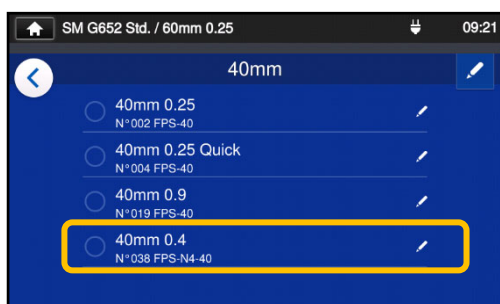 SM G652 Std. / 60mm 0.25 09:21
40mm
40mm 0.25
N°002 FPS-40
40mm 0.25 Quick
N°004 FPS-40
40mm 0.9
N°019 FPS-40
40mm 0.4
N°038 FPS-N4-40